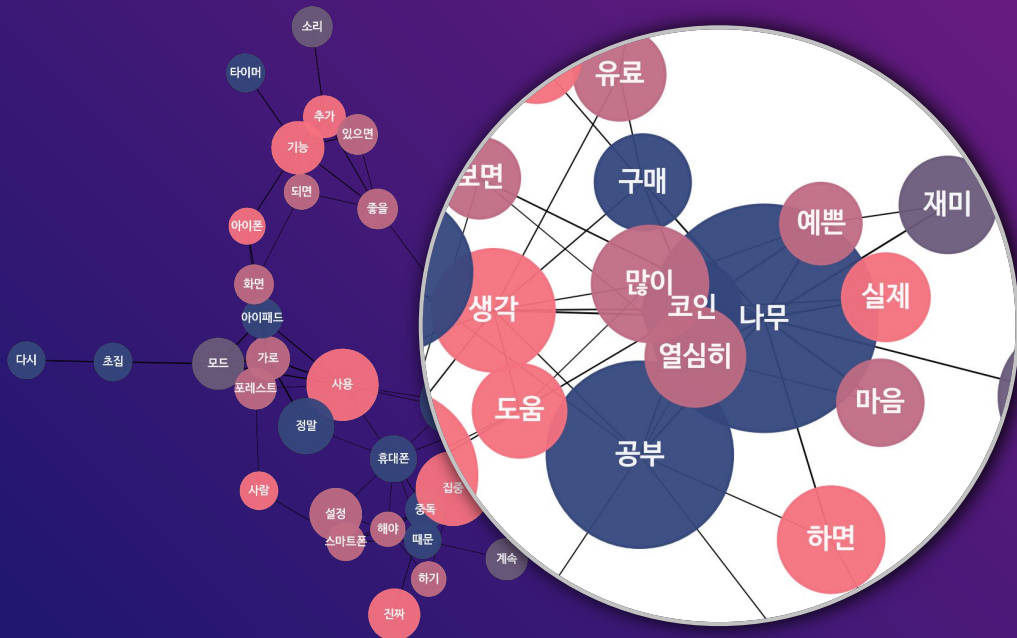 소리
타이머
추가
있으면
기능
되면
좋을
아이폰
화면
아이패드
다시
초집
모드
가로
포레스트
사용
정말
휴대폰
사람
설정
스마트폰
해야
중독
때문
집중
하기
계속
진짜
유료
보면
구매
예쁜
재미
생각
많이
코인
나무
실제
열심히
도움
마음
공부
하면